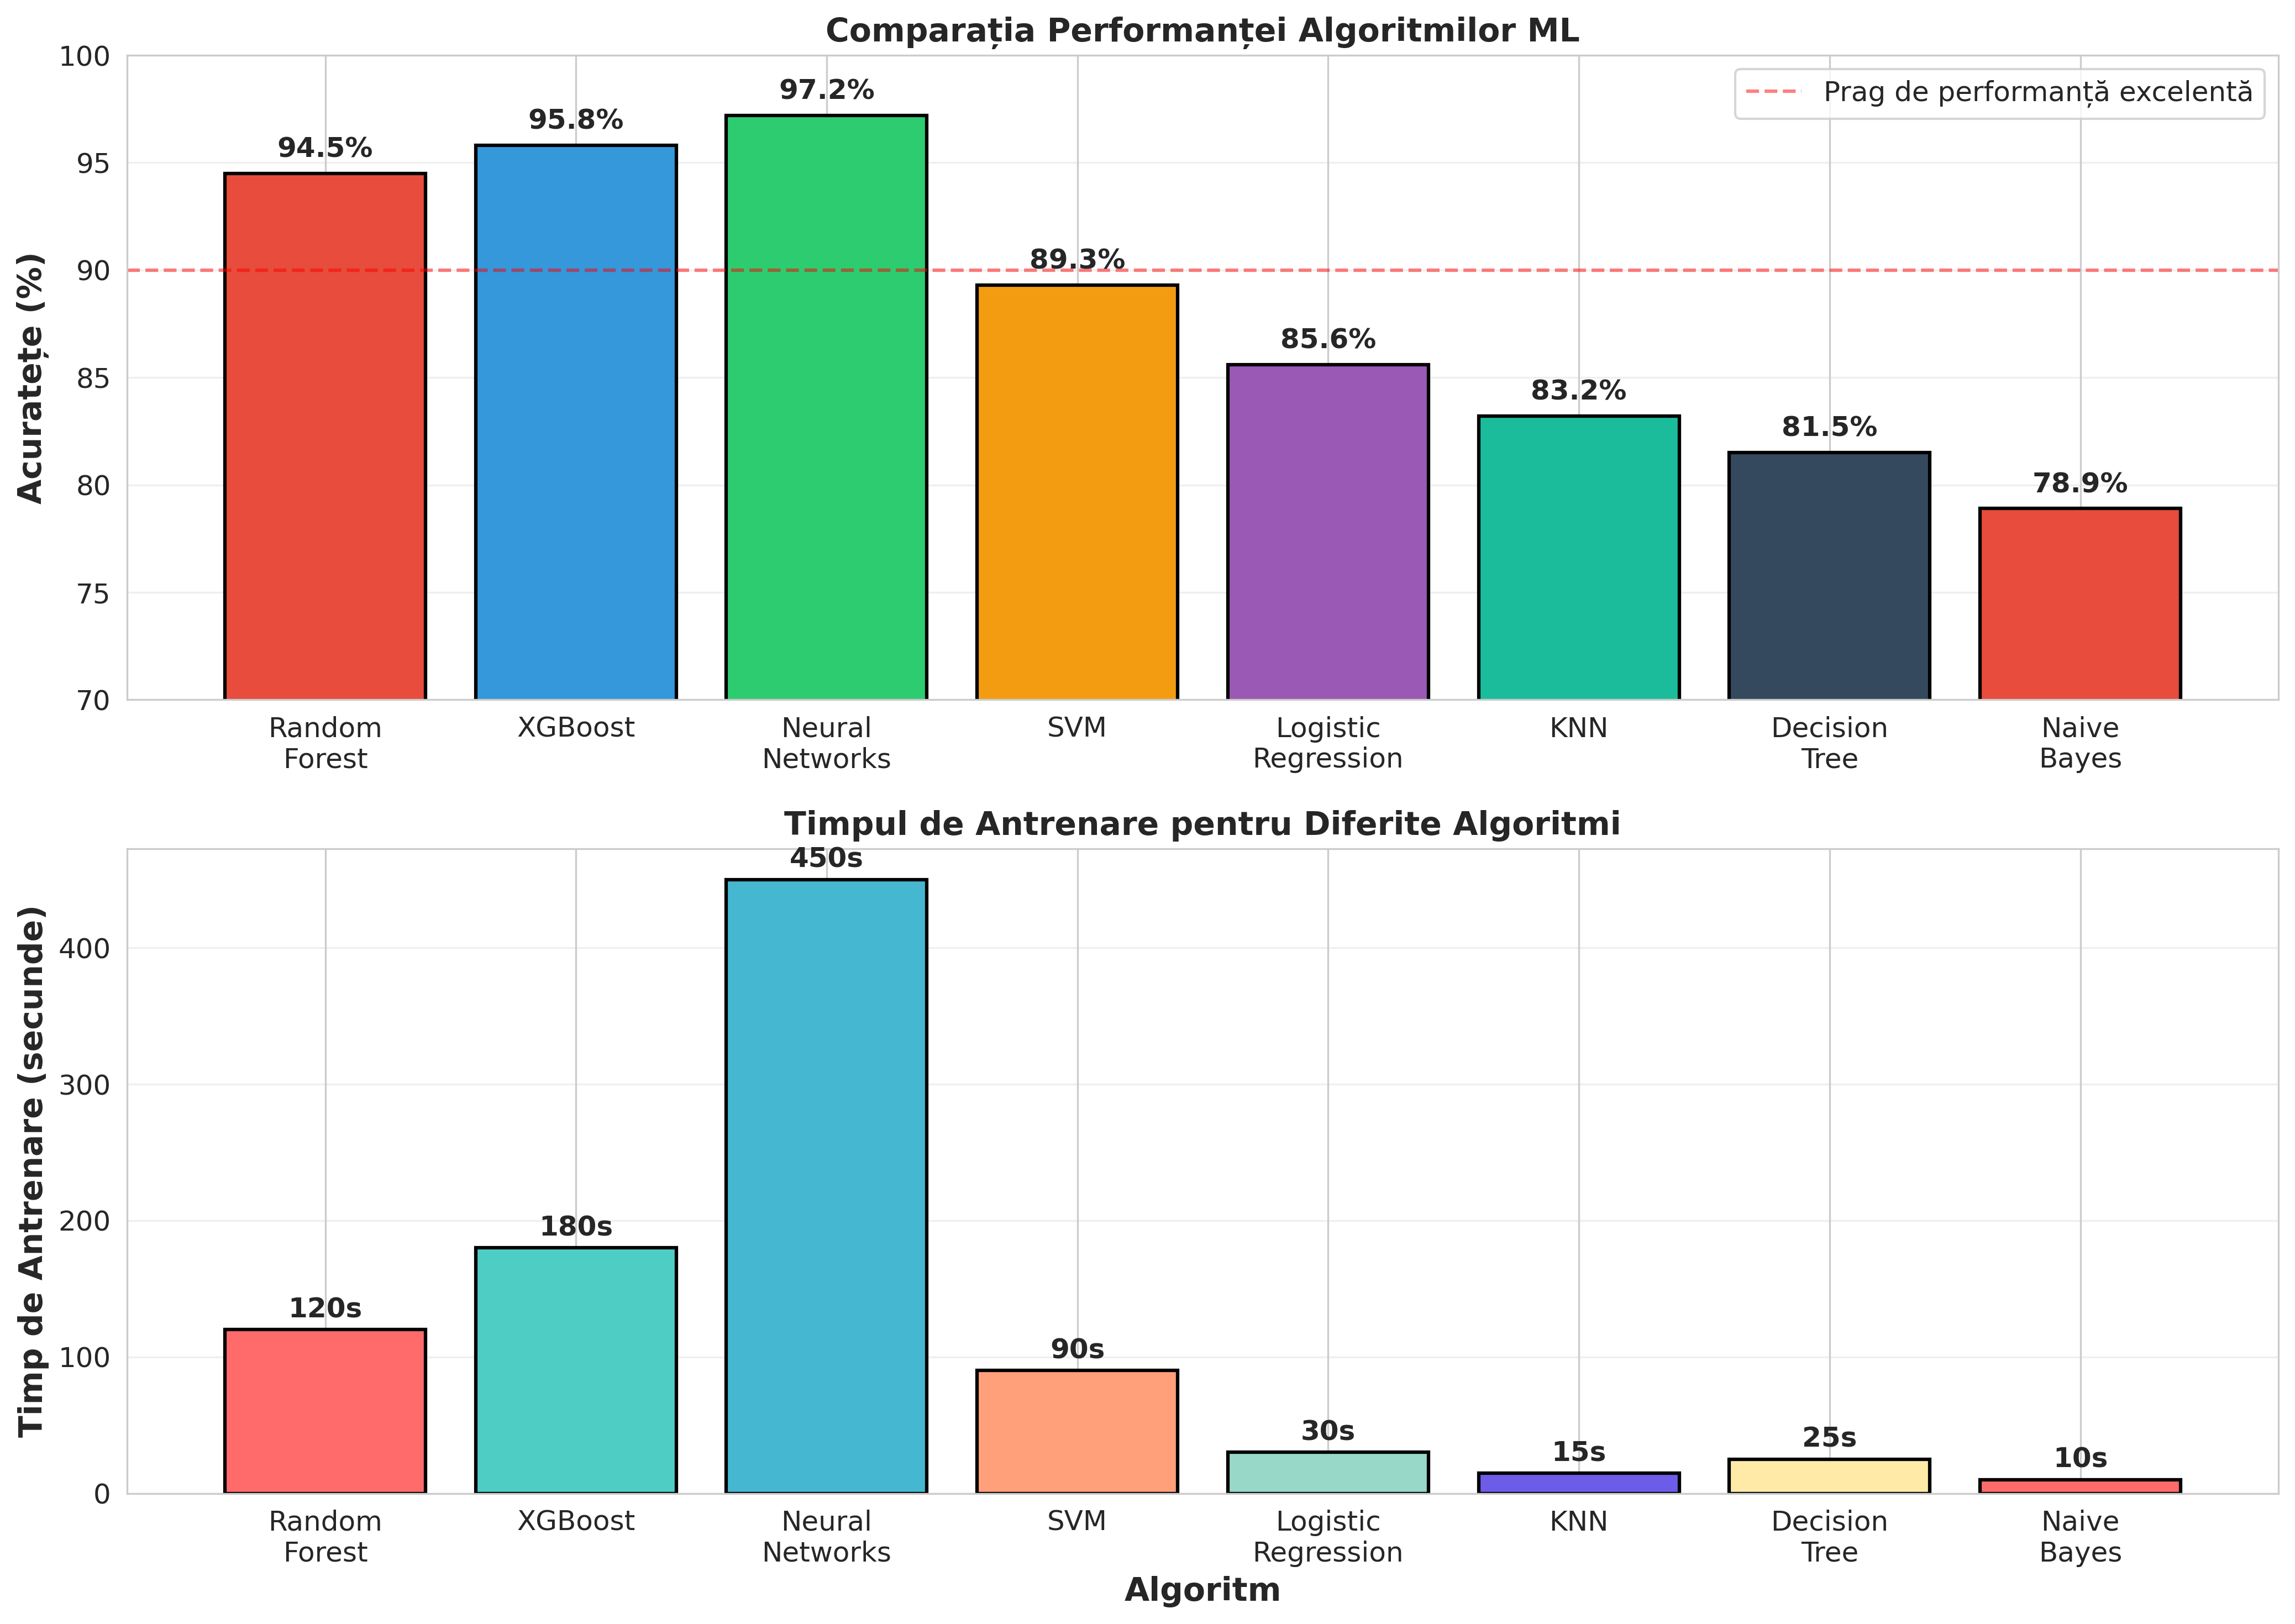 Comparația Performanței Algoritmilor ML
Acuratețe (%)
100
95
90
85
80
75
70
Prag de performanță excelentă
94.5%
95.8%
97.2%
89.3%
85.6%
83.2%
81.5%
78.9%
Random
Forest
XGBoost
Neural
Networks
SVM
Logistic
Regression
KNN
Decision
Tree
Naive
Bayes
Timpul de Antrenare pentru Diferite Algoritmi
Timp de Antrenare (secunde)
400
300
200
100
0
120s
180s
450s
90s
30s
15s
25s
10s
Random
Forest
XGBoost
Neural
Networks
SVM
Logistic
Regression
KNN
Decision
Tree
Naive
Bayes
Algoritm